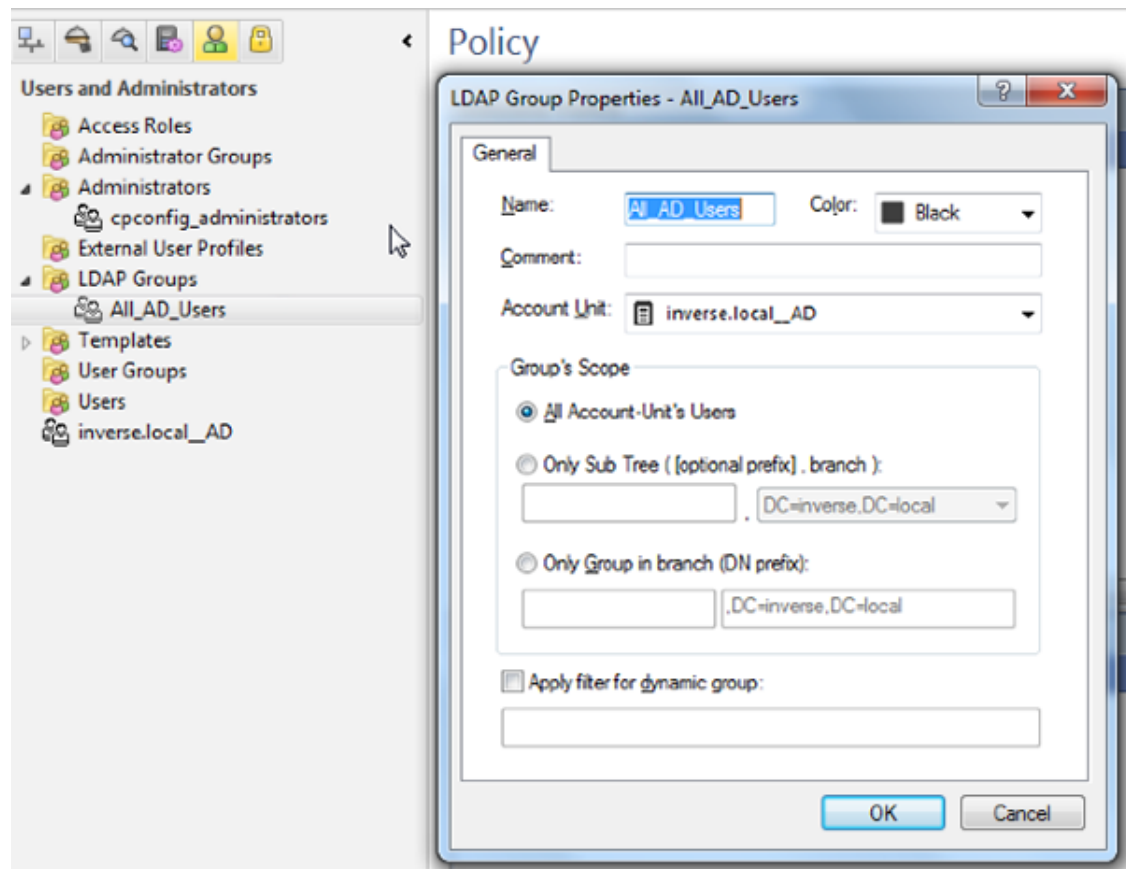 Policy
Users and Administrators
Access Roles
Administrator Groups
Administrators
cpconfig_administrators
External User Profiles
LDAP Groups
All_AD_Users
Templates
User Groups
Users
inverse.local__AD
LDAP Group Properties - All_AD_Users
General
Name: All_AD_Users Color: Black
Comment:
Account Unit: inverse.local__AD
Group's Scope
All Account-Unit's Users
Only Sub Tree ( [optional prefix] . branch ):
, DC=inverse,DC=local
Only Group in branch (DN prefix):
,DC=inverse,DC=local
Apply filter for dynamic group:
OK Cancel